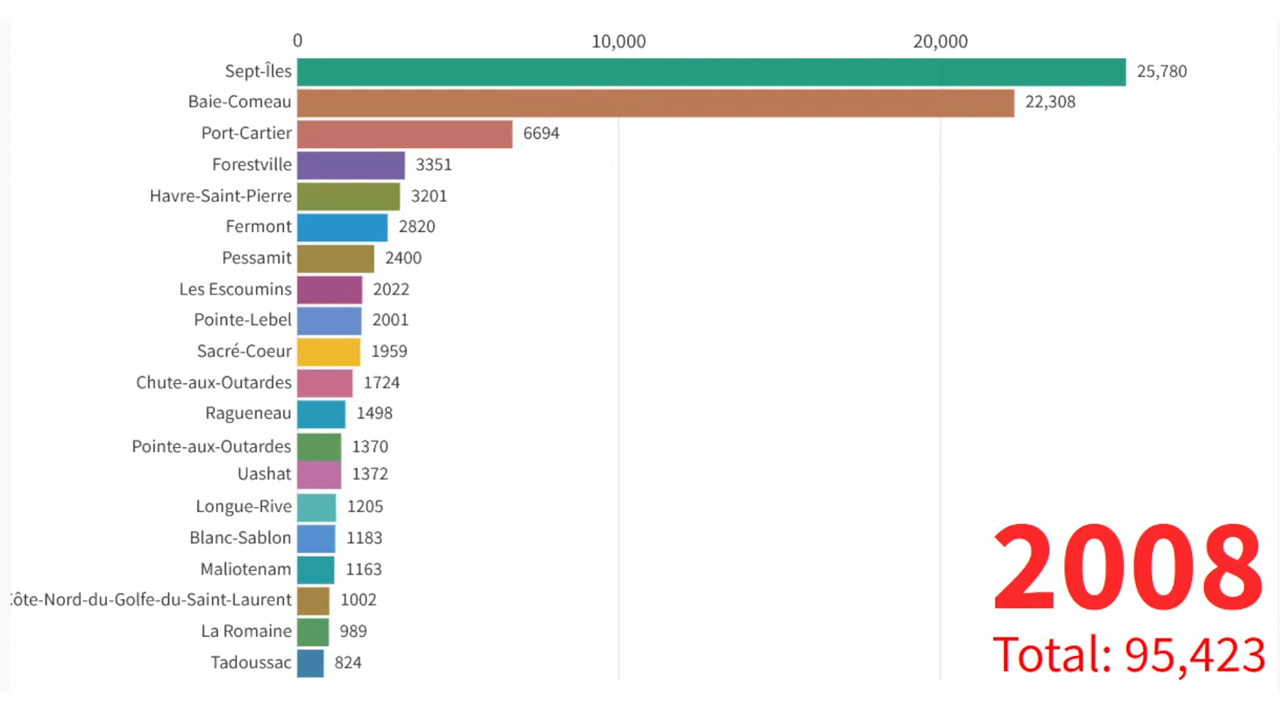 0 10,000 20,000
Sept-Îles 25,780
Baie-Comeau 22,308
Port-Cartier 6694
Forestville 3351
Havre-Saint-Pierre 3201
Fermont 2820
Pessamit 2400
Les Escoumins 2022
Pointe-Lebel 2001
Sacré-Coeur 1959
Chute-aux-Outardes 1724
Ragueneau 1498
Pointe-aux-Outardes 1370
Uashat 1372
Longue-Rive 1205
Blanc-Sablon 1183
Maliotenam 1163
Côte-Nord-du-Golfe-du-Saint-Laurent 1002
La Romaine 989
Tadoussac 824
2008
Total: 95,423